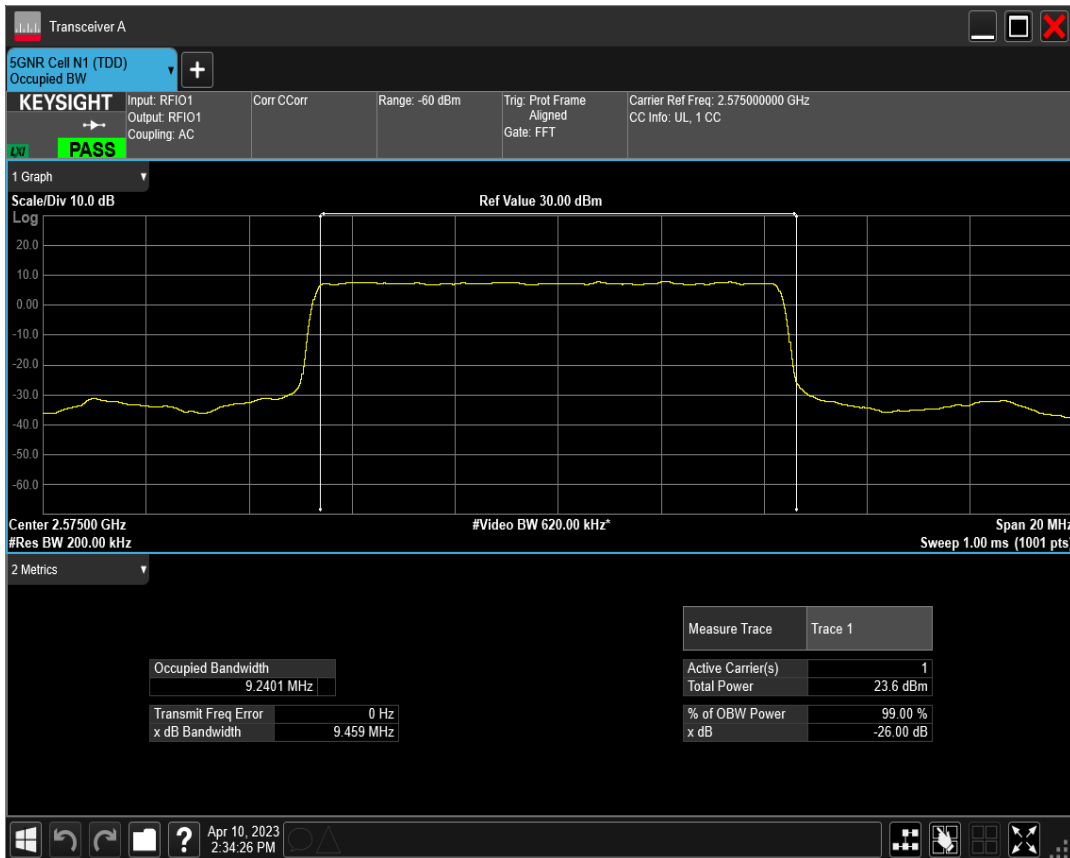 Transceiver A
5GNR Cell N1 (TDD)
Occupied BW
+
KEYSIGHT
LXI
PASS
Input: RFIO1
Output: RFIO1
Coupling: AC
Corr CCorr
Range: -60 dBm
Trig: Prot Frame
Aligned
Gate: FFT
Carrier Ref Freq: 2.575000000 GHz
CC Info: UL, 1 CC
1 Graph
Scale/Div 10.0 dB
Ref Value 30.00 dBm
Log
20.0
10.0
0.00
-10.0
-20.0
-30.0
-40.0
-50.0
-60.0
Center 2.57500 GHz
#Video BW 620.00 kHz*
Span 20 MHz
#Res BW 200.00 kHz
Sweep 1.00 ms (1001 pts)
2 Metrics
Measure Trace Trace 1
Occupied Bandwidth
9.2401 MHz
Active Carrier(s) 1
Total Power 23.6 dBm
Transmit Freq Error 0 Hz
x dB Bandwidth 9.459 MHz
% of OBW Power 99.00 %
x dB -26.00 dB
?
Apr 10, 2023
2:34:26 PM